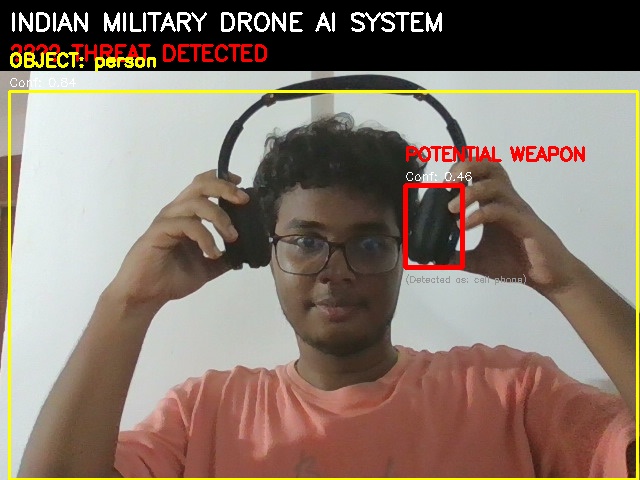 INDIAN MILITARY DRONE AI SYSTEM
???? THREAT DETECTED
OBJECT: person
Conf: 0.84
POTENTIAL WEAPON
Conf: 0.46
(Detected as: cell phone)